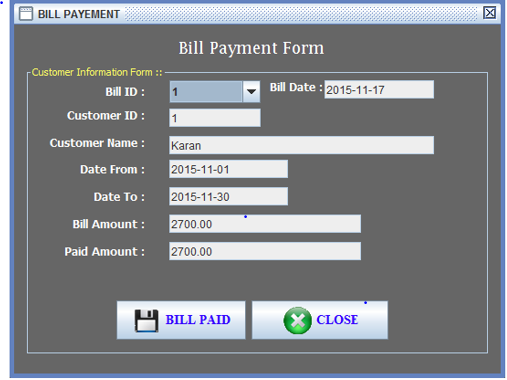 BILL PAYEMENT
Bill Payment Form
Customer Information Form ::
Bill ID : 1 Bill Date : 2015-11-17
Customer ID : 1
Customer Name : Karan
Date From : 2015-11-01
Date To : 2015-11-30
Bill Amount : 2700.00
Paid Amount : 2700.00
BILL PAID CLOSE